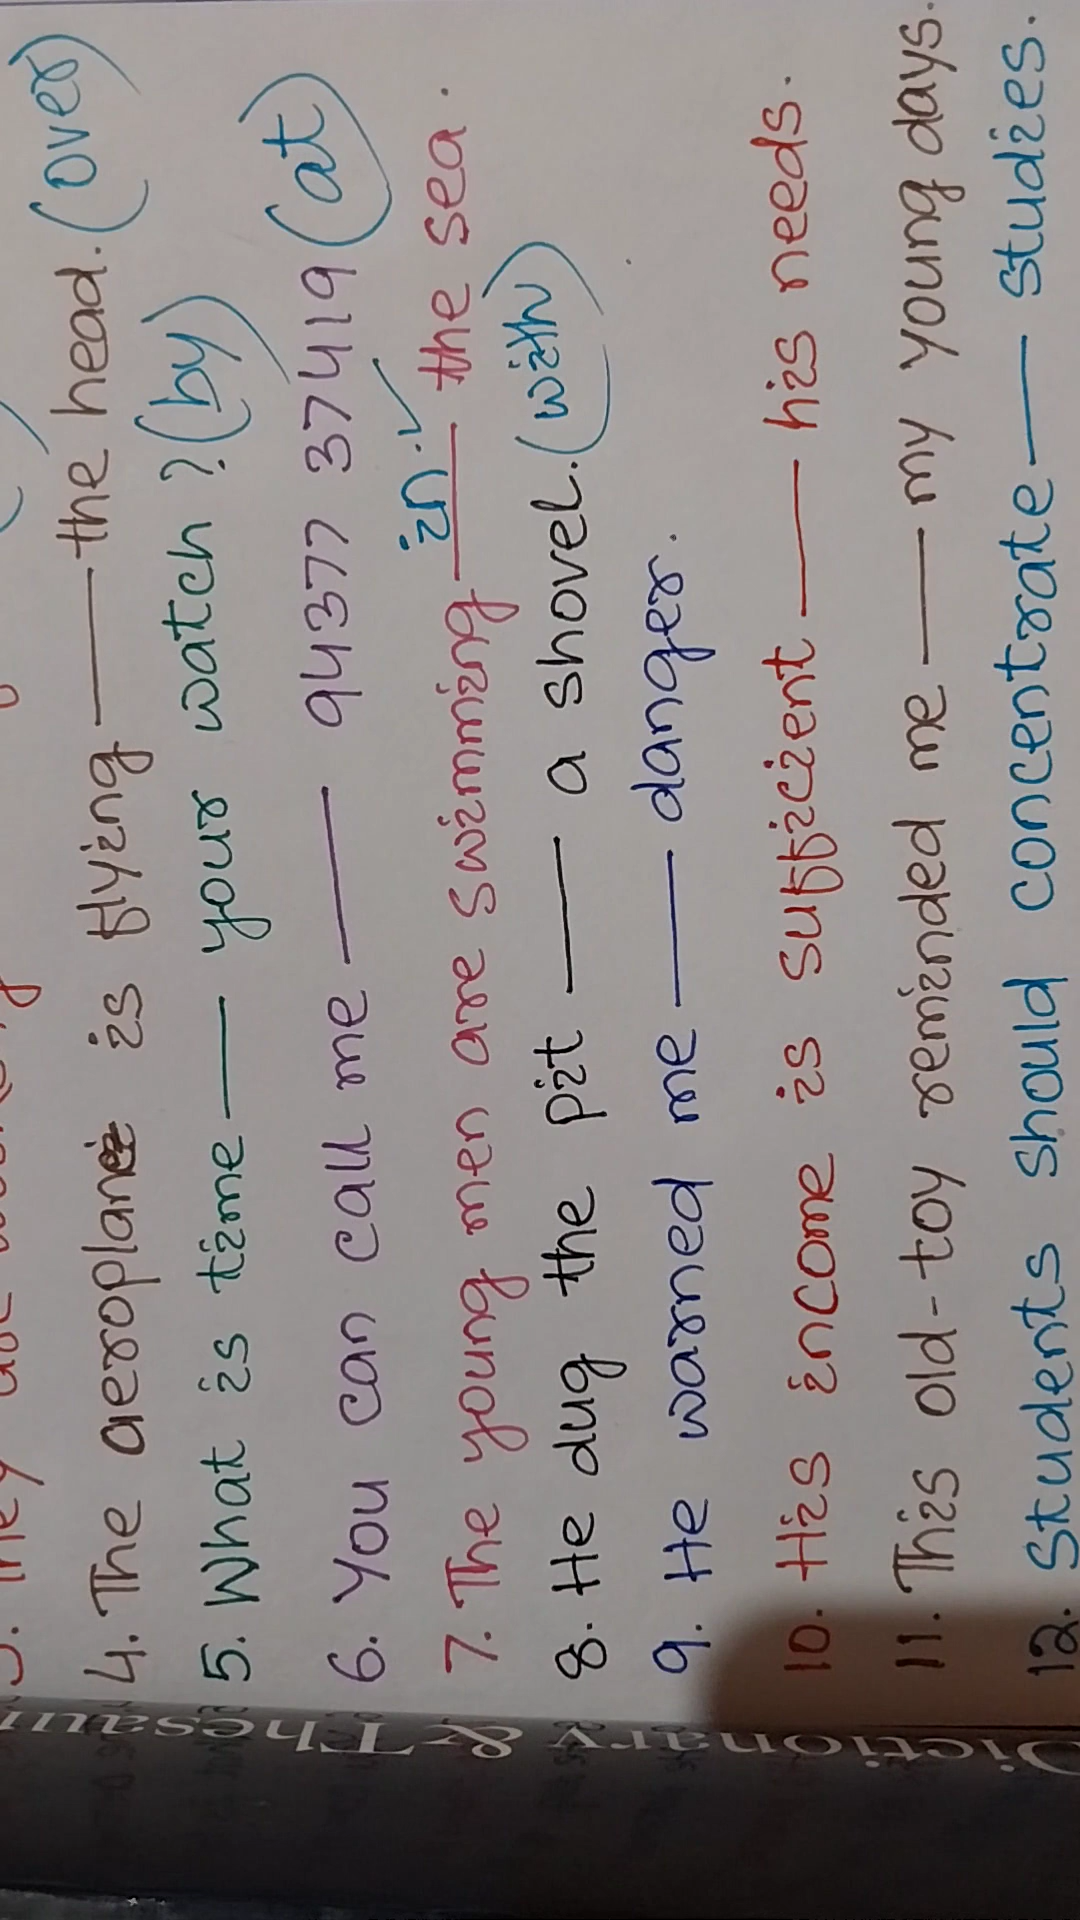 4. The aeroplane is flying — the head. (over)
5. What is time — your watch ? (by)
6. You can call me — 94377 37419 (at)
7. The young men are swimming in. the sea.
8. He dug the pit — a shovel. (with)
9. He warned me — danger.
10. His income is sufficient — his needs.
11. This old-toy reminded me — my young days.
12. Students should concentrate — studies.
Dictionary & Thesaur